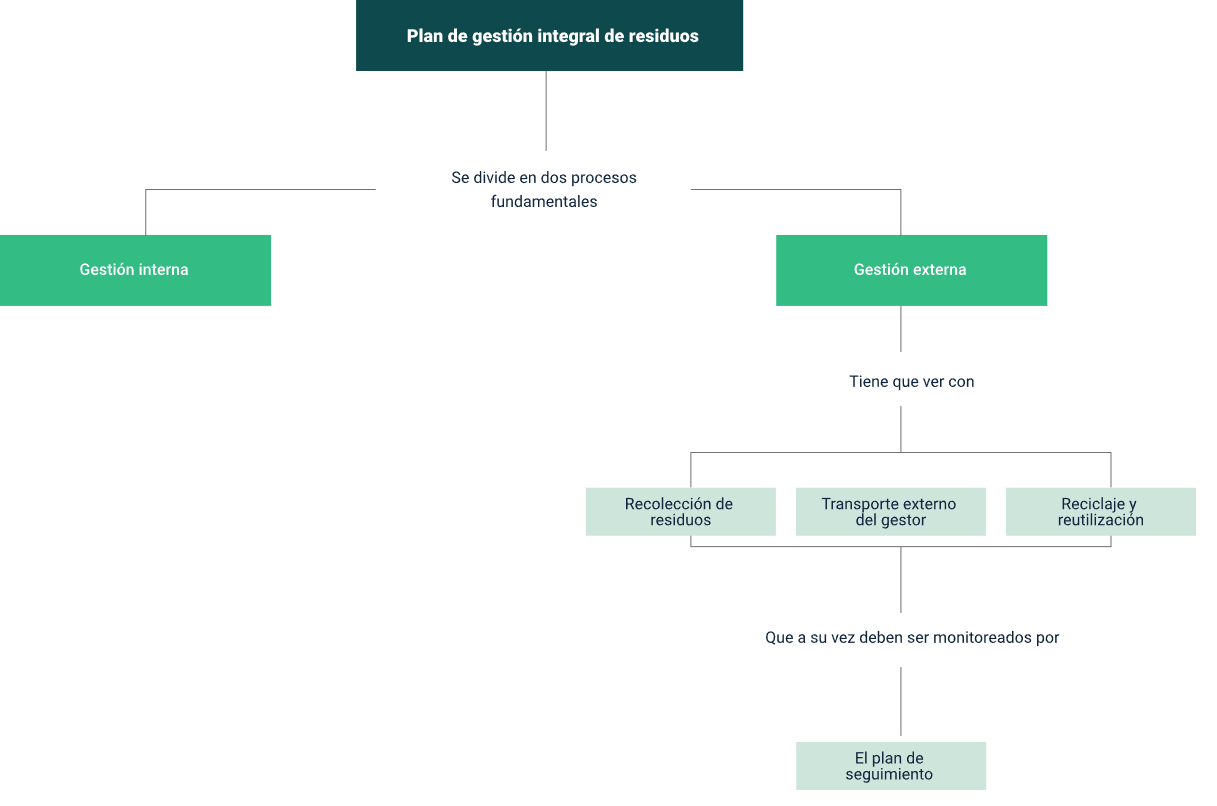 Plan de gestión integral de residuos
Se divide en dos procesos
fundamentales
Gestión interna
Gestión externa
Tiene que ver con
Recolección de
residuos
Transporte externo
del gestor
Reciclaje y
reutilización
Que a su vez deben ser monitoreados por
El plan de
seguimiento